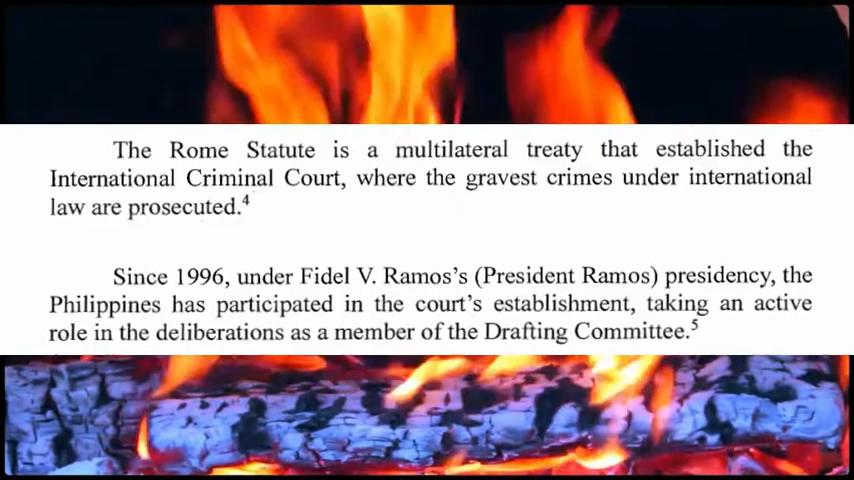 The Rome Statute is a multilateral treaty that established the
International Criminal Court, where the gravest crimes under international
law are prosecuted.4
Since 1996, under Fidel V. Ramos's (President Ramos) presidency, the
Philippines has participated in the court's establishment, taking an active
role in the deliberations as a member of the Drafting Committee.5